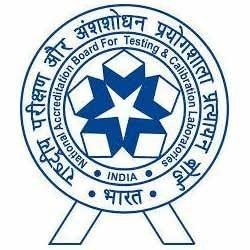 राष्ट्रीय परीक्षण और अंशशोधन प्रयोगशाला प्रत्यायन बोर्ड
National Accreditation Board For Testing & Calibration Laboratories
• INDIA •
• भारत •